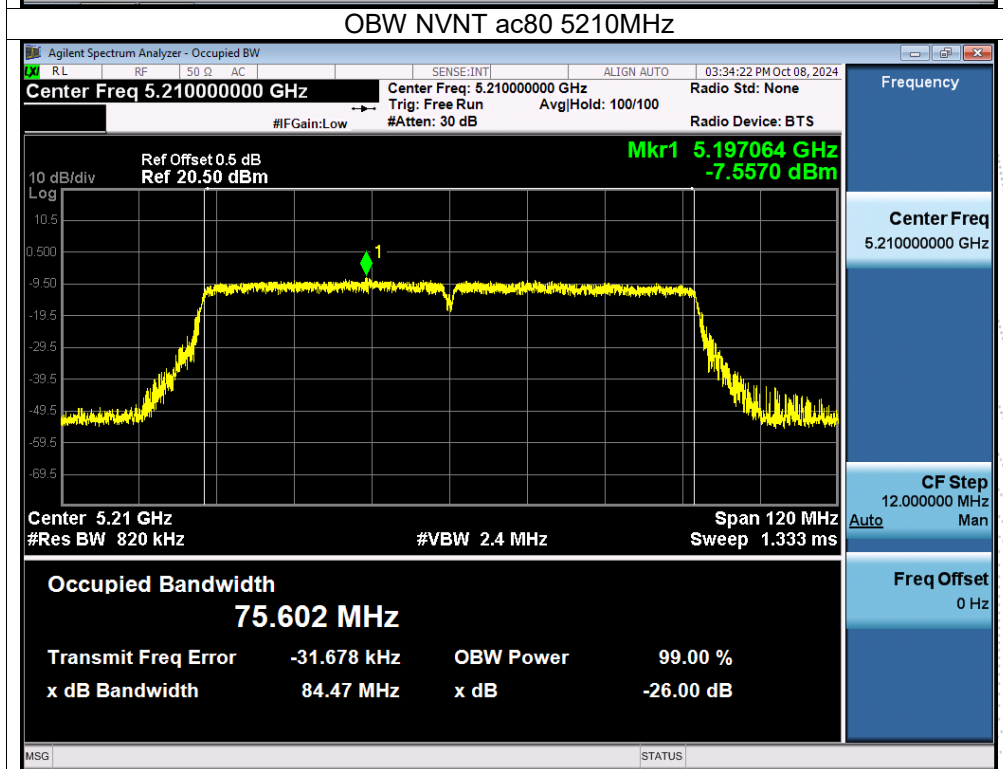 OBW NVNT ac80 5210MHz
Agilent Spectrum Analyzer - Occupied BW
LXI RL RF 50 Ω AC SENSE:INT ALIGN AUTO 03:34:22 PM Oct 08, 2024
Center Freq 5.210000000 GHz
Center Freq: 5.210000000 GHz Radio Std: None
Trig: Free Run Avg|Hold: 100/100
#IFGain:Low #Atten: 30 dB Radio Device: BTS
Mkr1 5.197064 GHz
-7.5570 dBm
Ref Offset 0.5 dB
10 dB/div Ref 20.50 dBm
Log
10.5
0.500
-9.50
-19.5
-29.5
-39.5
-49.5
-59.5
-69.5
1
Center 5.21 GHz Span 120 MHz
#Res BW 820 kHz #VBW 2.4 MHz Sweep 1.333 ms
Occupied Bandwidth
75.602 MHz
Transmit Freq Error -31.678 kHz OBW Power 99.00 %
x dB Bandwidth 84.47 MHz x dB -26.00 dB
Frequency
Center Freq
5.210000000 GHz
CF Step
12.000000 MHz
Auto Man
Freq Offset
0 Hz
MSG STATUS